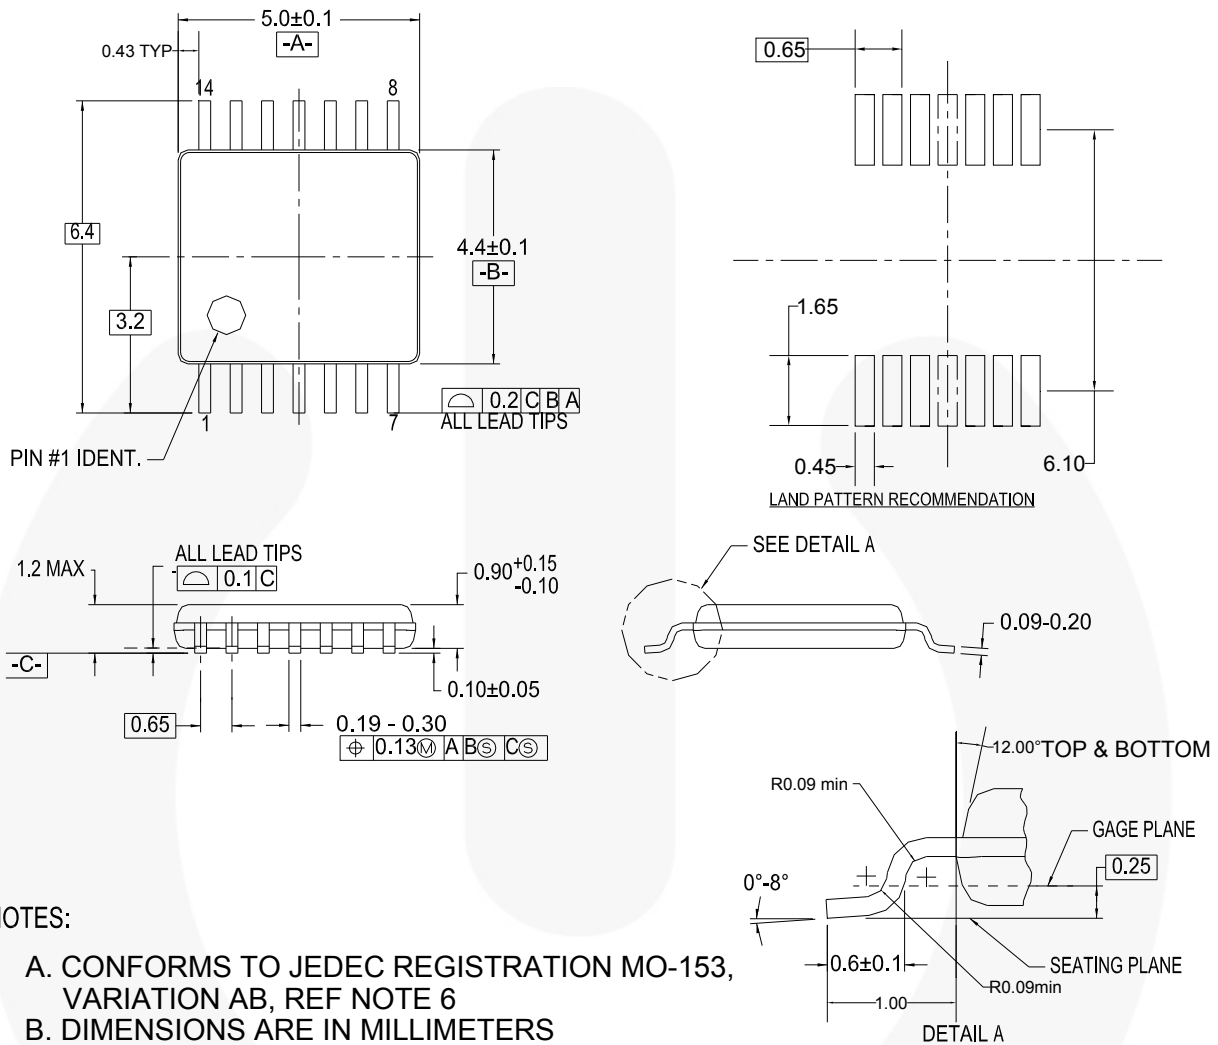 5.0±0.1
-A-
0.43 TYP
14
8
6.4
3.2
4.4±0.1
-B-
0.2 C B A
ALL LEAD TIPS
1
7
PIN #1 IDENT.
0.65
1.65
0.45
6.10
LAND PATTERN RECOMMENDATION
ALL LEAD TIPS
0.1 C
1.2 MAX
0.90+0.15
-0.10
-C-
0.10±0.05
0.65
0.19 - 0.30
⌖ 0.13Ⓜ A BⓈ CⓈ
SEE DETAIL A
0.09-0.20
12.00° TOP & BOTTOM
R0.09 min
GAGE PLANE
0.25
0°-8°
SEATING PLANE
0.6±0.1
R0.09min
1.00
DETAIL A
NOTES:
A. CONFORMS TO JEDEC REGISTRATION MO-153,
VARIATION AB, REF NOTE 6
B. DIMENSIONS ARE IN MILLIMETERS